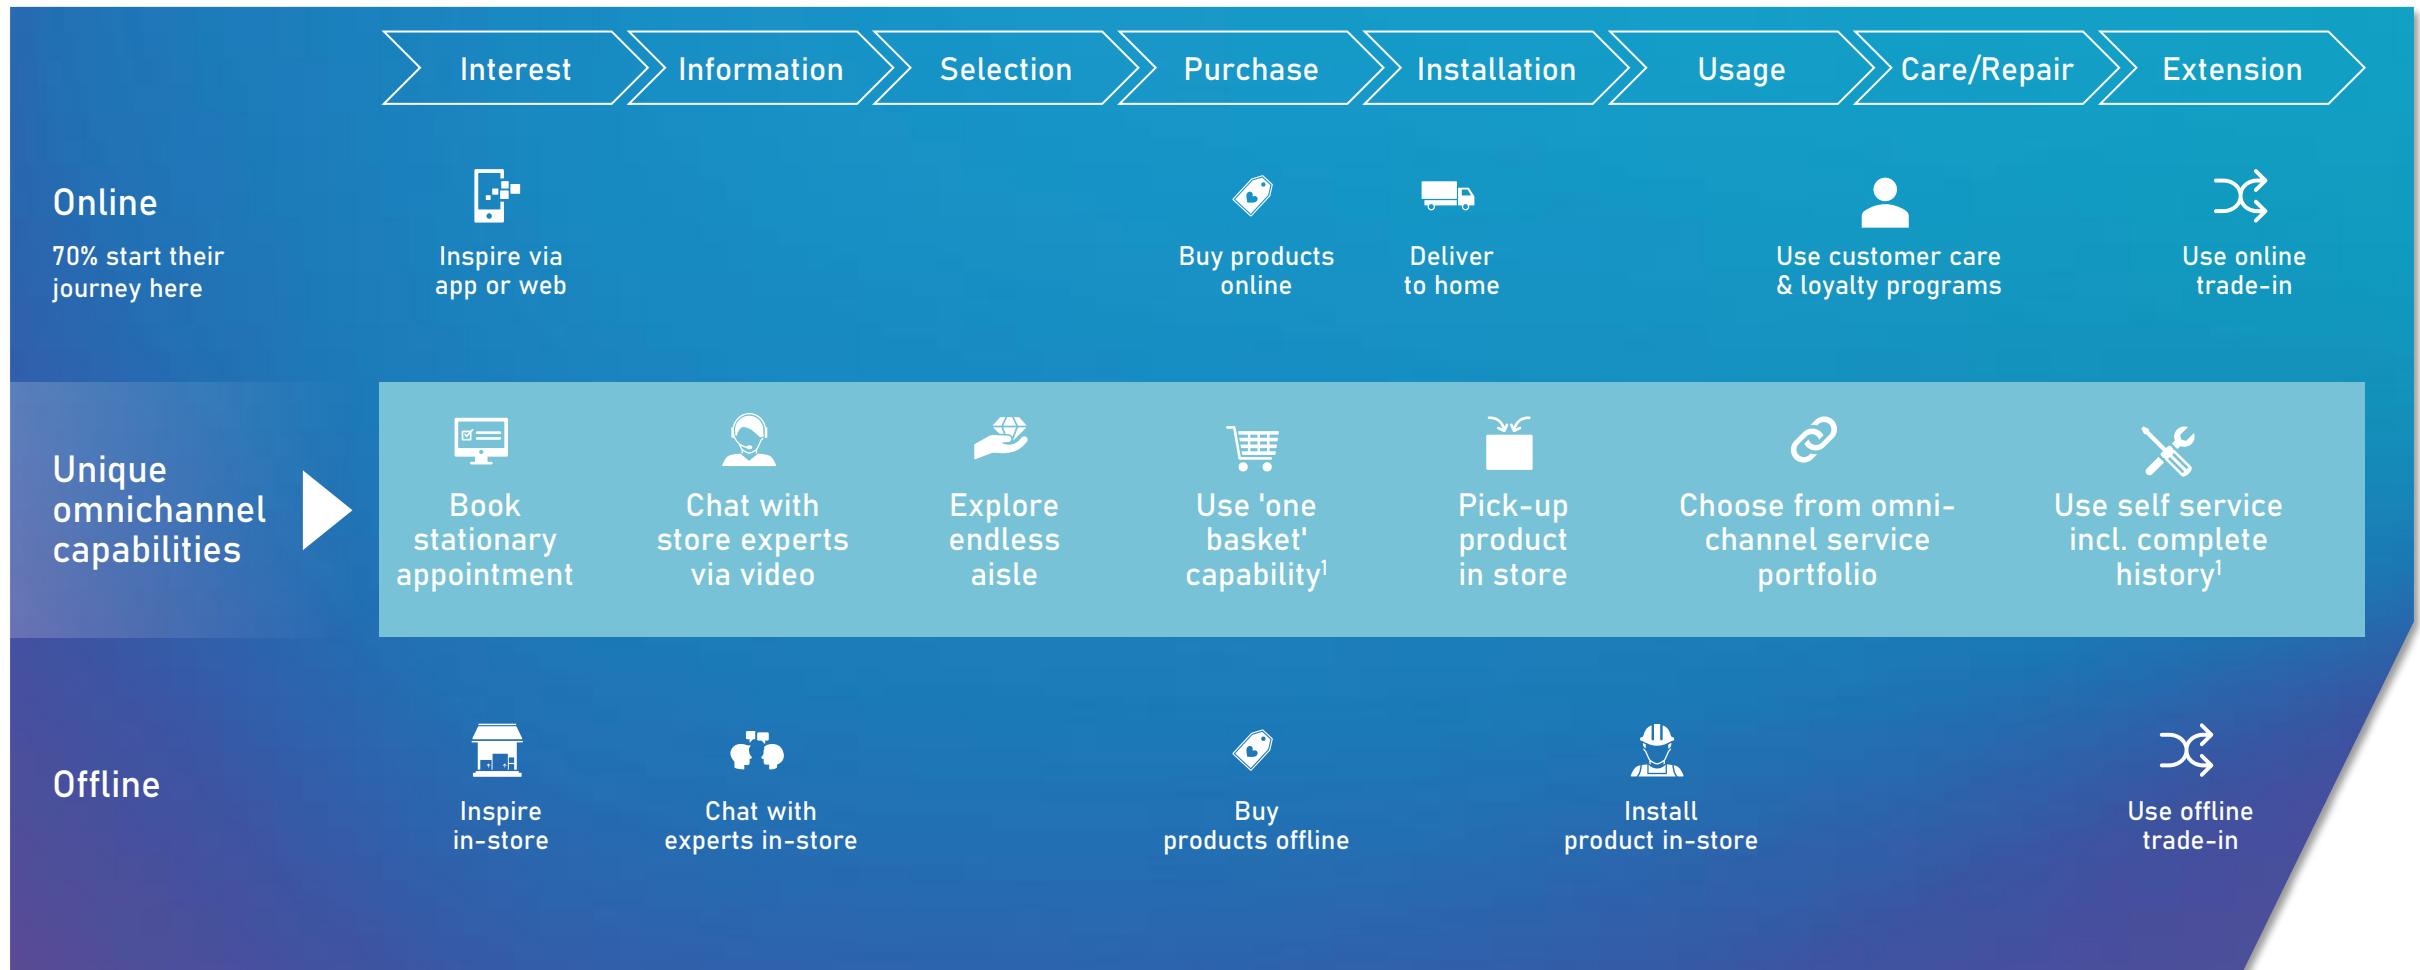 Interest
Information
Selection
Purchase
Installation
Usage
Care/Repair
Extension
Online
70% start their
journey here
Inspire via
app or web
Buy products
online
Deliver
to home
Use customer care
& loyalty programs
Use online
trade-in
Unique
omnichannel
capabilities
Book
stationary
appointment
Chat with
store experts
via video
Explore
endless
aisle
Use 'one
basket'
capability¹
Pick-up
product
in store
Choose from omni-
channel service
portfolio
Use self service
incl. complete
history¹
Offline
Inspire
in-store
Chat with
experts in-store
Buy
products offline
Install
product in-store
Use offline
trade-in